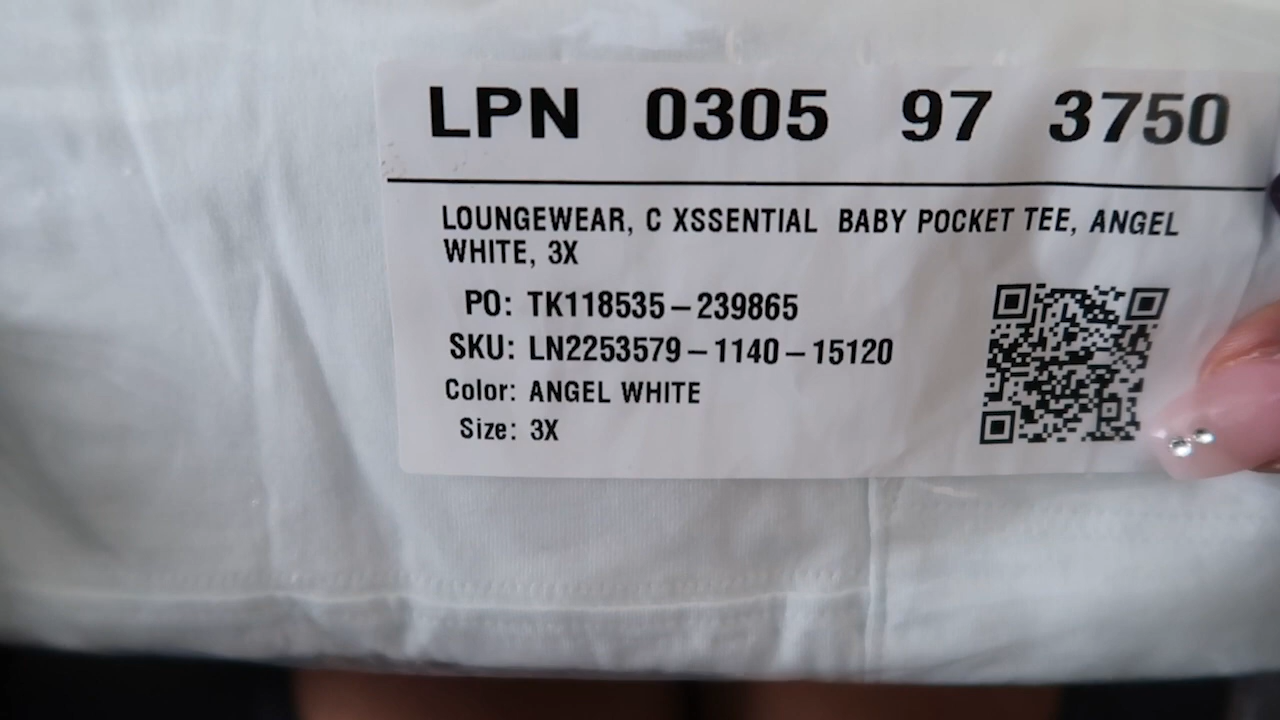 LPN 0305 97 3750
LOUNGEWEAR, C XSSENTIAL BABY POCKET TEE, ANGEL
WHITE, 3X
PO: TK118535-239865
SKU: LN2253579-1140-15120
Color: ANGEL WHITE
Size: 3X